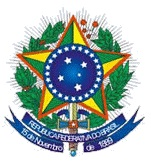 REPUBLICA FEDERATIVA DO BRASIL
15 de Novembro de 1889